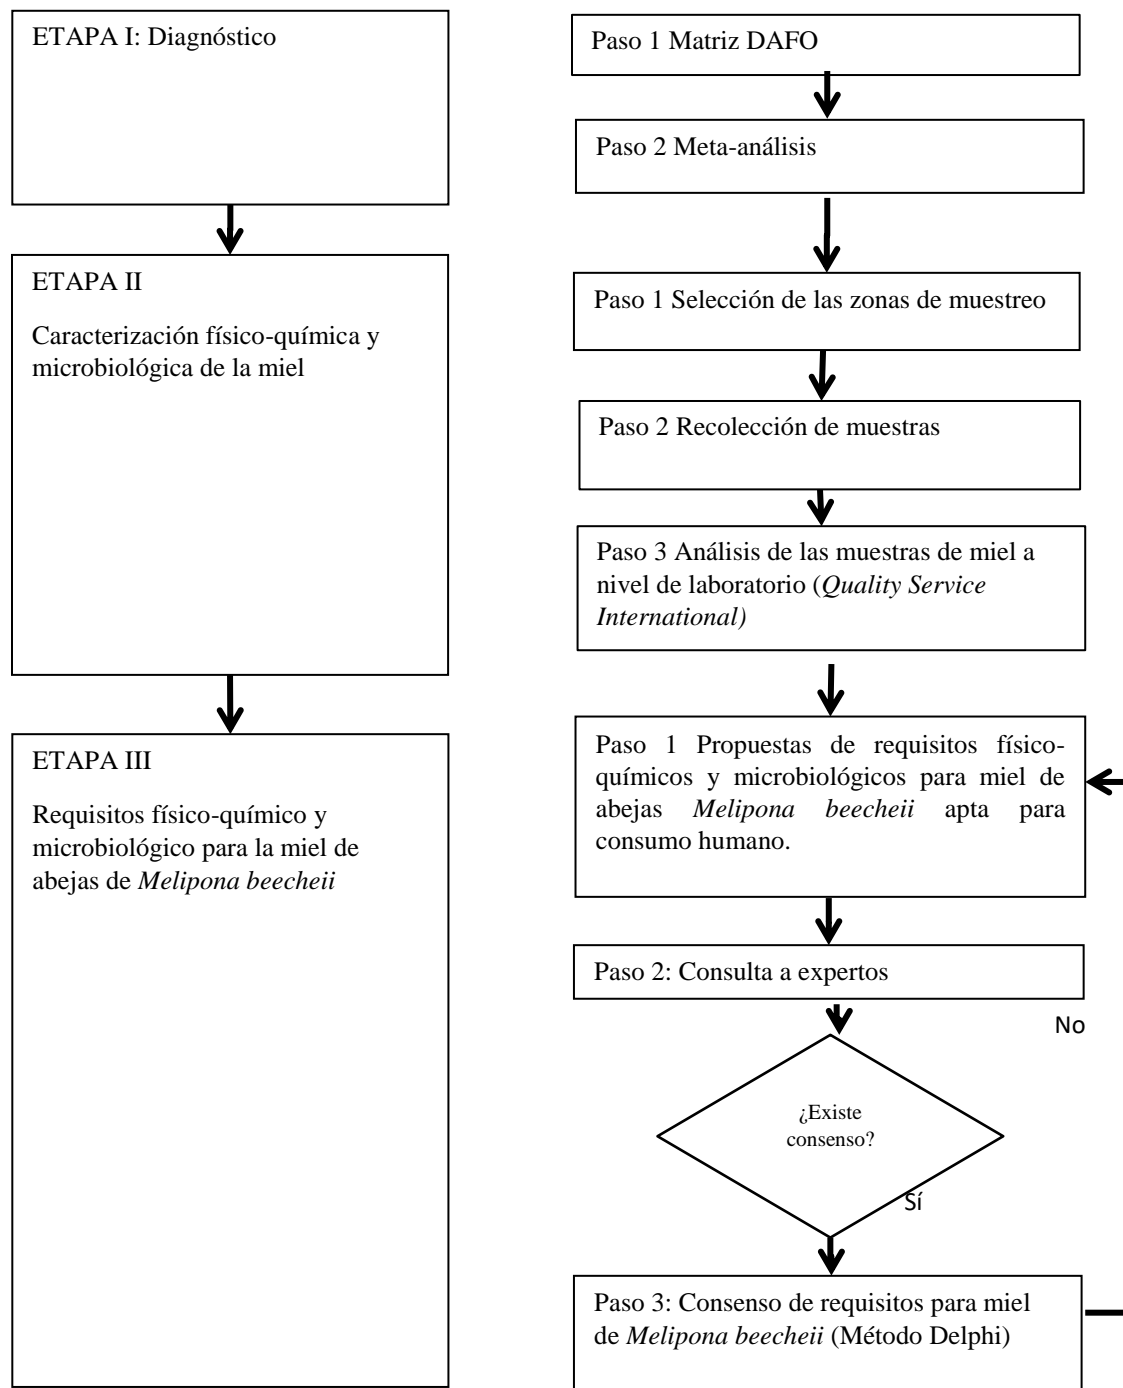 ETAPA I: Diagnóstico
Paso 1 Matriz DAFO
Paso 2 Meta-análisis
ETAPA II
Caracterización físico-química y
microbiológica de la miel
Paso 1 Selección de las zonas de muestreo
Paso 2 Recolección de muestras
Paso 3 Análisis de las muestras de miel a
nivel de laboratorio (Quality Service
International)
ETAPA III
Requisitos físico-químico y
microbiológico para la miel de
abejas de Melipona beecheii
Paso 1 Propuestas de requisitos físico-
químicos y microbiológicos para miel de
abejas Melipona beecheii apta para
consumo humano.
Paso 2: Consulta a expertos
No
¿Existe
consenso?
Sí
Paso 3: Consenso de requisitos para miel
de Melipona beecheii (Método Delphi)